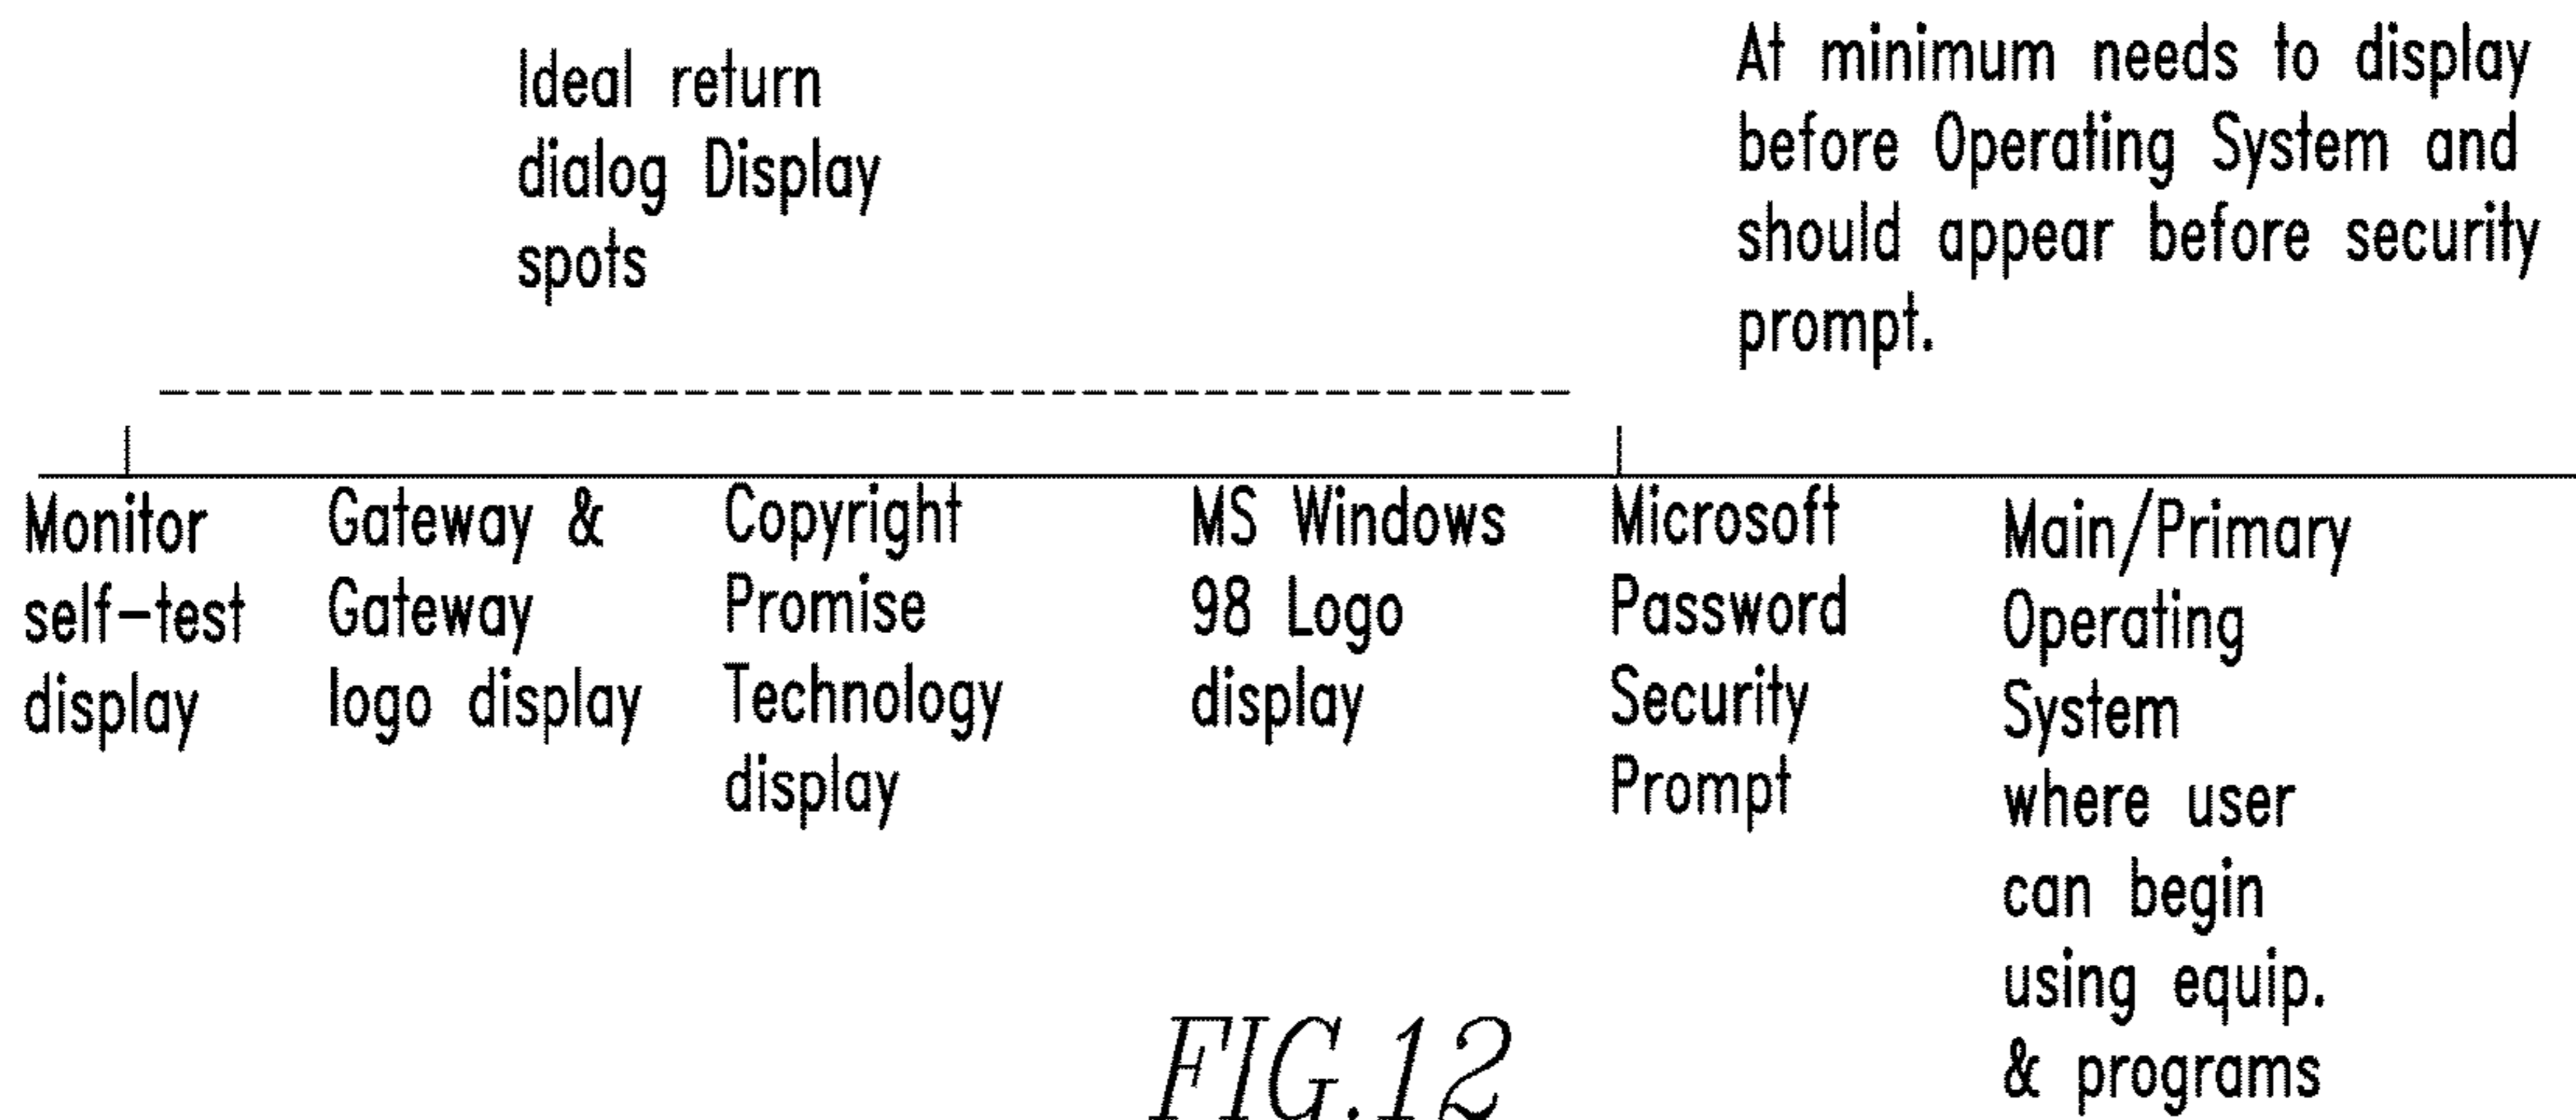 Ideal return
dialog Display
spots
At minimum needs to display
before Operating System and
should appear before security
prompt.
Monitor
self-test
display
Gateway &
Gateway
logo display
Copyright
Promise
Technology
display
MS Windows
98 Logo
display
Microsoft
Password
Security
Prompt
Main/Primary
Operating
System
where user
can begin
using equip.
& programs
FIG.12